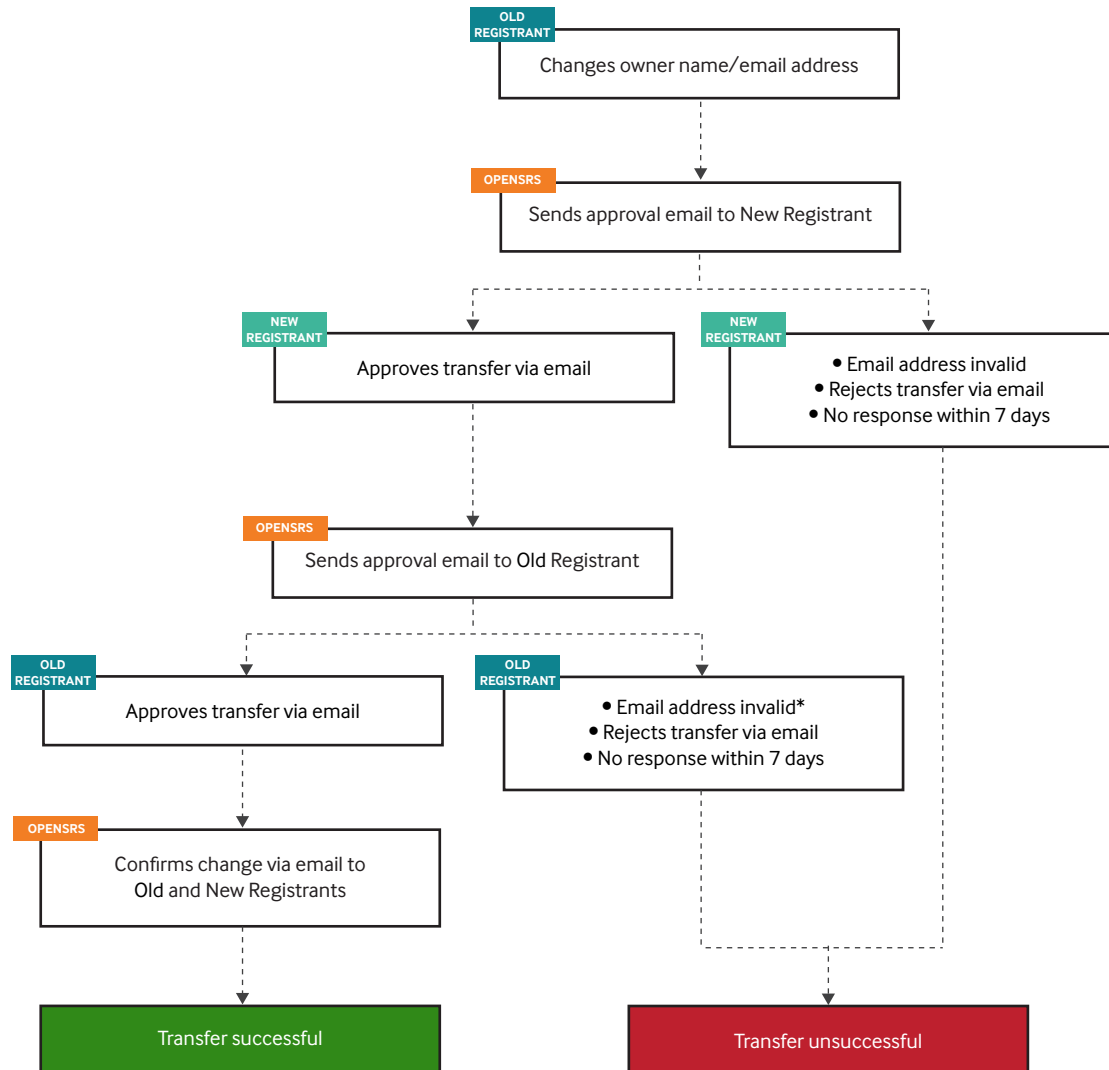 OLD
REGISTRANT
Changes owner name/email address
OPENSRS
Sends approval email to New Registrant
NEW
REGISTRANT
Approves transfer via email
NEW
REGISTRANT
• Email address invalid
• Rejects transfer via email
• No response within 7 days
OPENSRS
Sends approval email to Old Registrant
OLD
REGISTRANT
Approves transfer via email
OLD
REGISTRANT
• Email address invalid*
• Rejects transfer via email
• No response within 7 days
OPENSRS
Confirms change via email to
Old and New Registrants
Transfer successful
Transfer unsuccessful